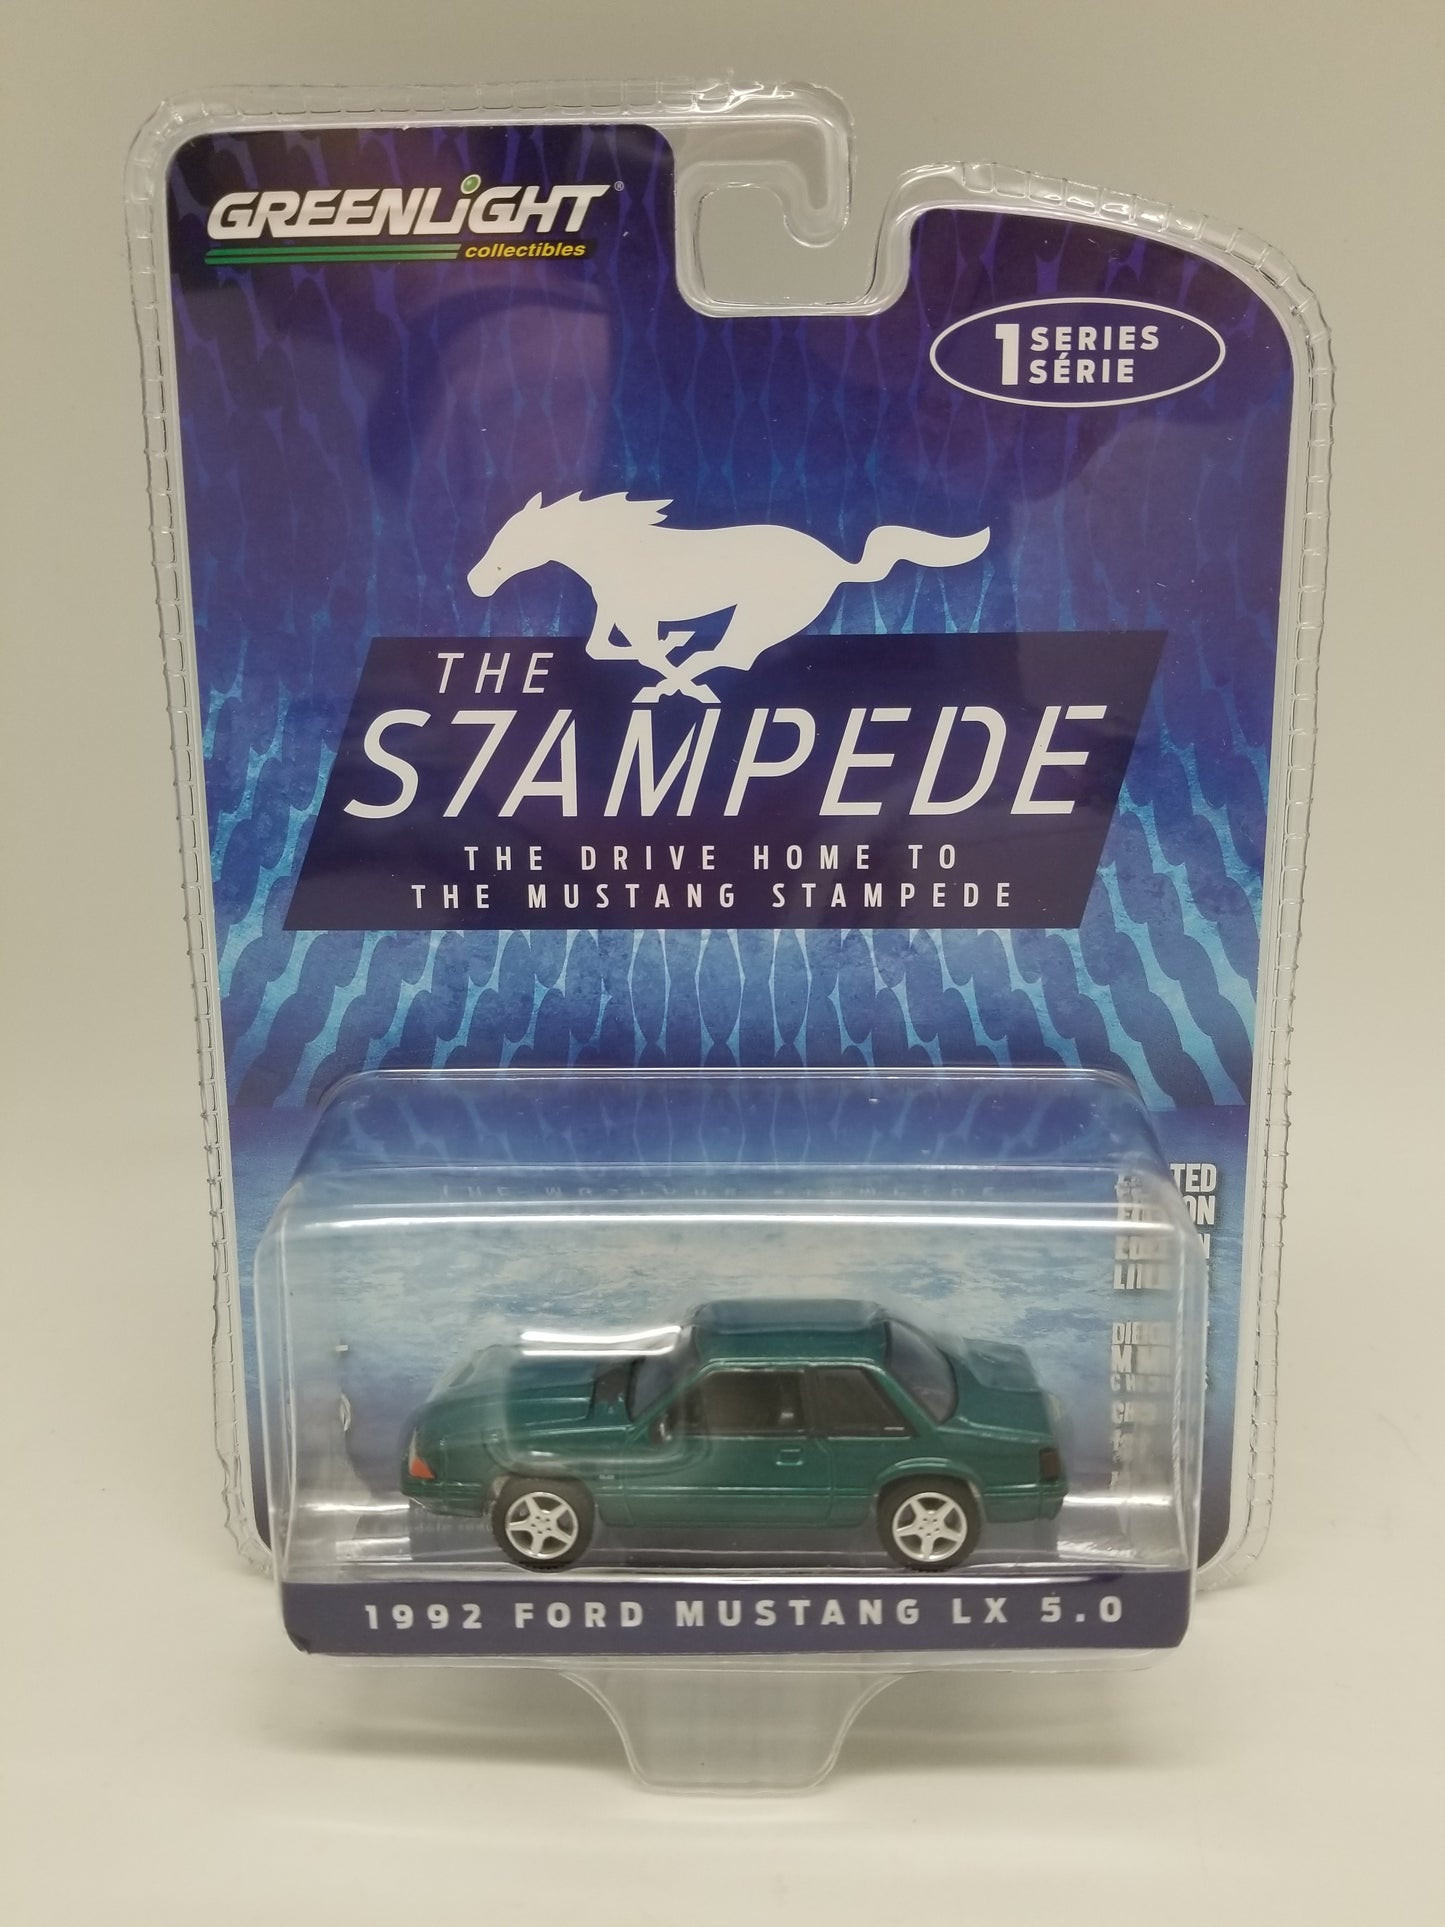 GREENLiGHT®
collectibles
1 SERIES
SÉRIE
THE
S7AMPEDE
THE DRIVE HOME TO
THE MUSTANG STAMPEDE
1992 FORD MUSTANG LX 5.0